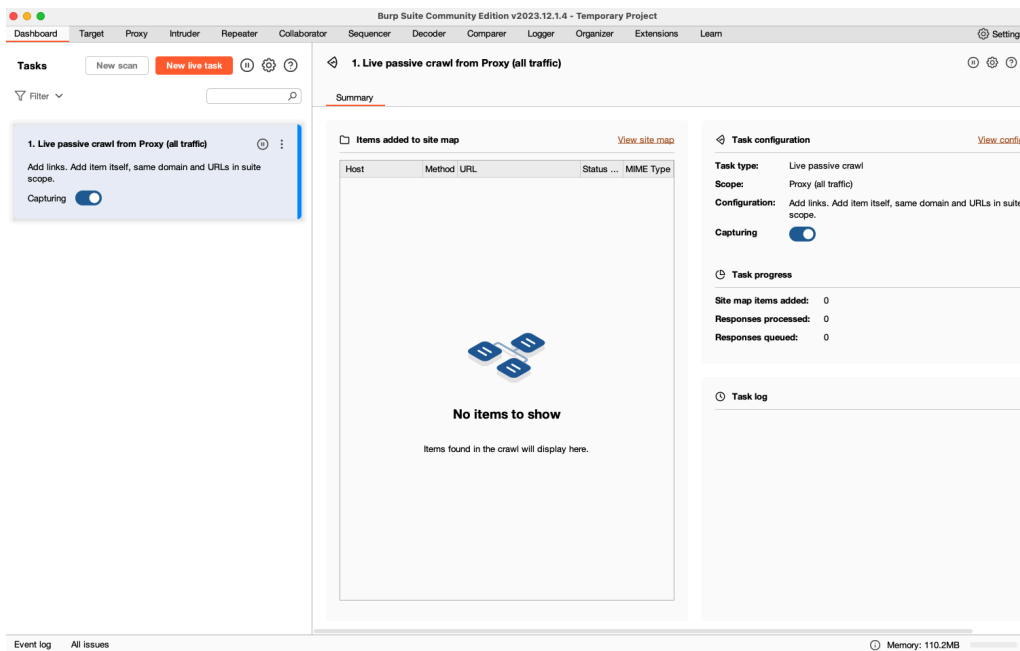 Burp Suite Community Edition v2023.12.1.4 - Temporary Project
Dashboard Target Proxy Intruder Repeater Collaborator Sequencer Decoder Comparer Logger Organizer Extensions Learn Setting
Tasks New scan New live task
Filter
1. Live passive crawl from Proxy (all traffic)
Add links. Add item itself, same domain and URLs in suite
scope.
Capturing
1. Live passive crawl from Proxy (all traffic)
Summary
Items added to site map View site map
Host Method URL Status ... MIME Type
No items to show
Items found in the crawl will display here.
Task configuration View confi
Task type: Live passive crawl
Scope: Proxy (all traffic)
Configuration: Add links. Add item itself, same domain and URLs in suite
scope.
Capturing
Task progress
Site map items added: 0
Responses processed: 0
Responses queued: 0
Task log
Event log All issues Memory: 110.2MB